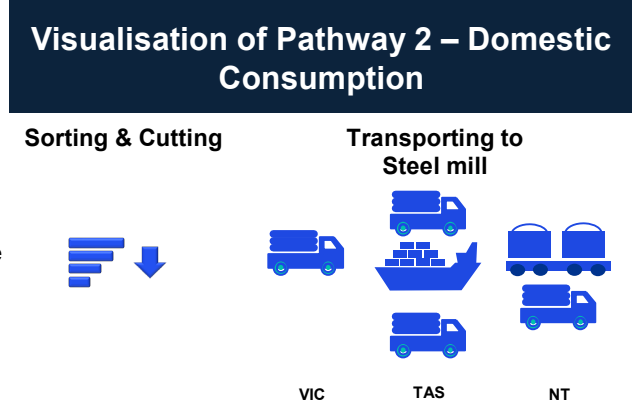 Visualisation of Pathway 2 – Domestic
Consumption
Sorting & Cutting
Transporting to
Steel mill
VIC
TAS
NT